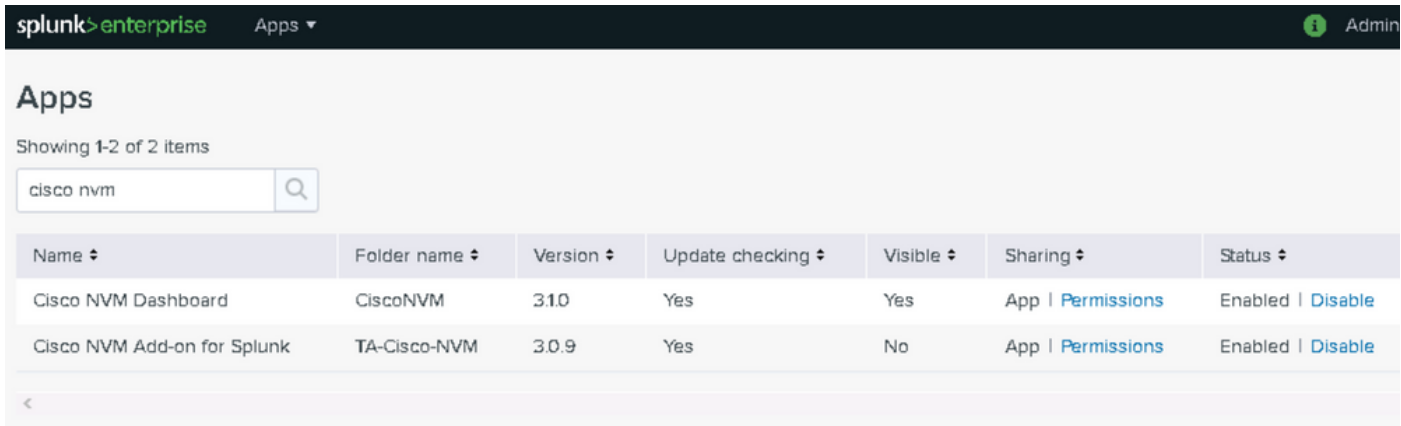 splunk>enterprise Apps ▾ i Admin
Apps
Showing 1-2 of 2 items
cisco nvm
Name Folder name Version Update checking Visible Sharing Status
Cisco NVM Dashboard CiscoNVM 3.1.0 Yes Yes App | Permissions Enabled | Disable
Cisco NVM Add-on for Splunk TA-Cisco-NVM 3.0.9 Yes No App | Permissions Enabled | Disable
<